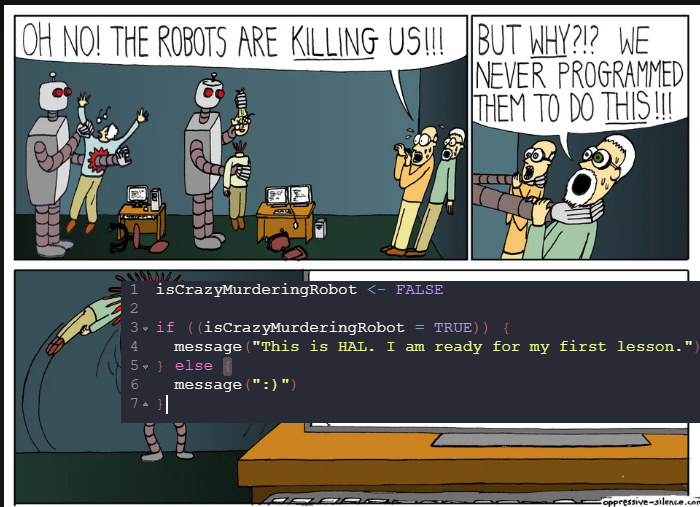 OH NO! THE ROBOTS ARE KILLING US!!!
BUT WHY?!? WE
NEVER PROGRAMMED
THEM TO DO THIS!!!
1 isCrazyMurderingRobot <- FALSE
2
3 if ((isCrazyMurderingRobot = TRUE)) {
4 message("This is HAL. I am ready for my first lesson.")
5 } else {
6 message(":)")
7 }
oppressive-silence.com